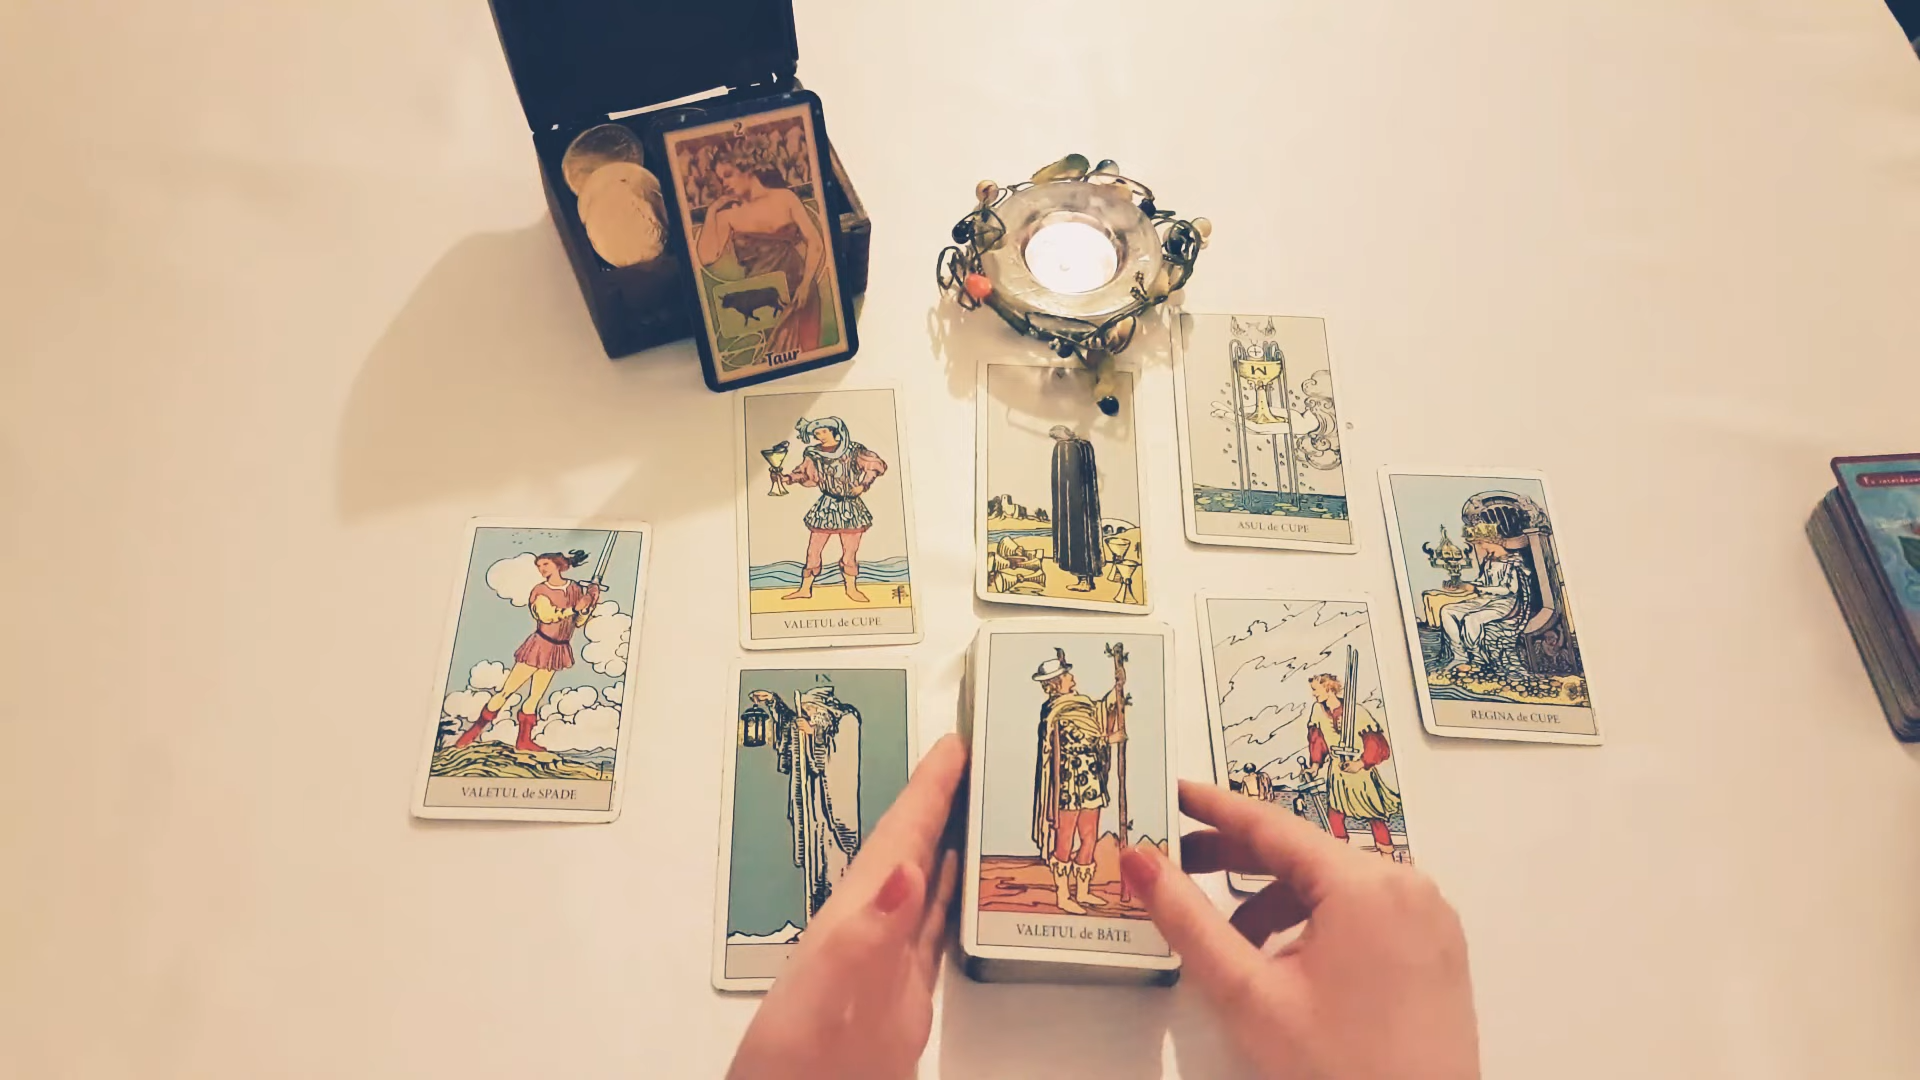 2
Taur
M
ASUL de CUPE
VALETUL de CUPE
REGINA de CUPE
V
VALETUL de SPADE
IX
VALETUL de BÂTE